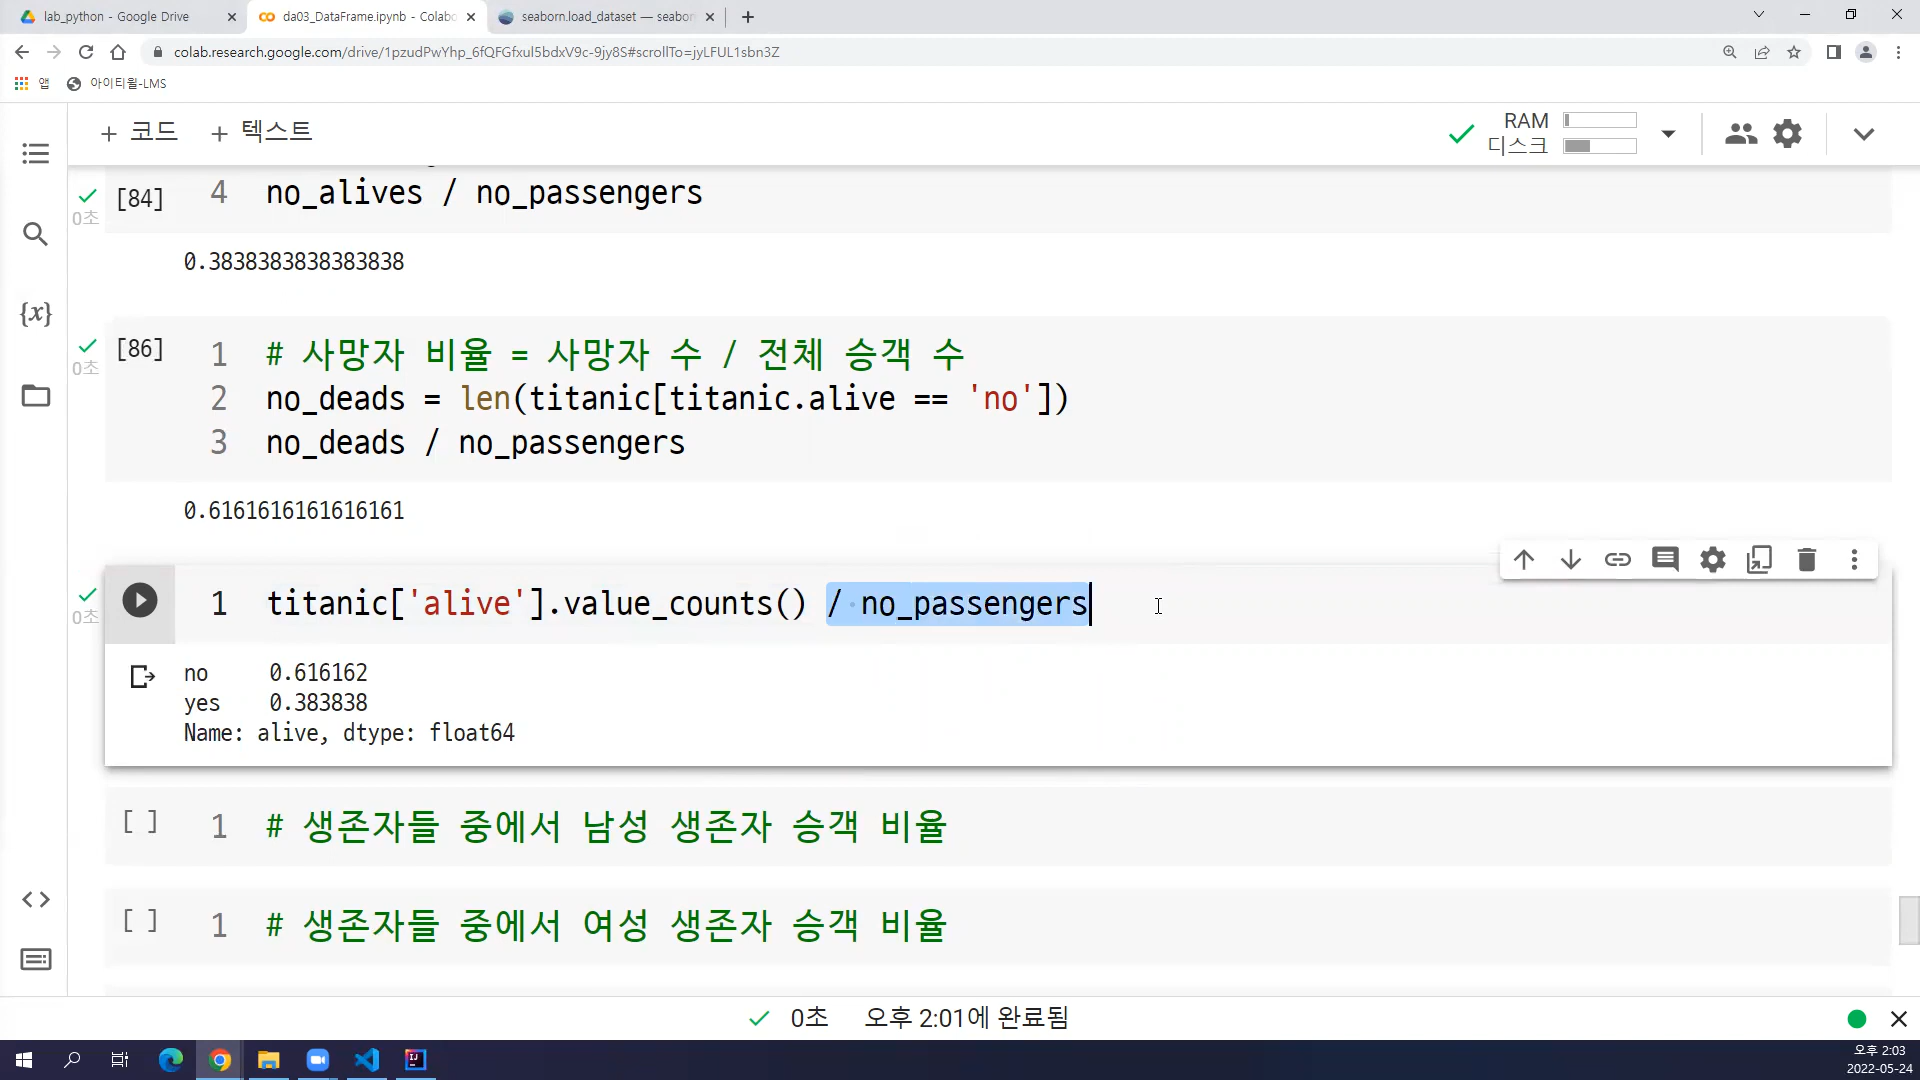 lab_python - Google Drive
da03_DataFrame.ipynb - Colabo
seaborn.load_dataset — seabor
colab.research.google.com/drive/1pzudPwYhp_6fQFGfxul5bdxV9c-9jy8S#scrollTo=jyLFUL1sbn3Z
앱
아이티윌-LMS
+ 코드
+ 텍스트
RAM
디스크
[84]
0초
4 no_alives / no_passengers
0.3838383838383838
[86]
0초
1 # 사망자 비율 = 사망자 수 / 전체 승객 수
2 no_deads = len(titanic[titanic.alive == 'no'])
3 no_deads / no_passengers
0.6161616161616161
0초
1 titanic['alive'].value_counts() / no_passengers
no 0.616162
yes 0.383838
Name: alive, dtype: float64
[ ] 1 # 생존자들 중에서 남성 생존자 승객 비율
[ ] 1 # 생존자들 중에서 여성 생존자 승객 비율
{x}
0초 오후 2:01에 완료됨
오후 2:03
2022-05-24